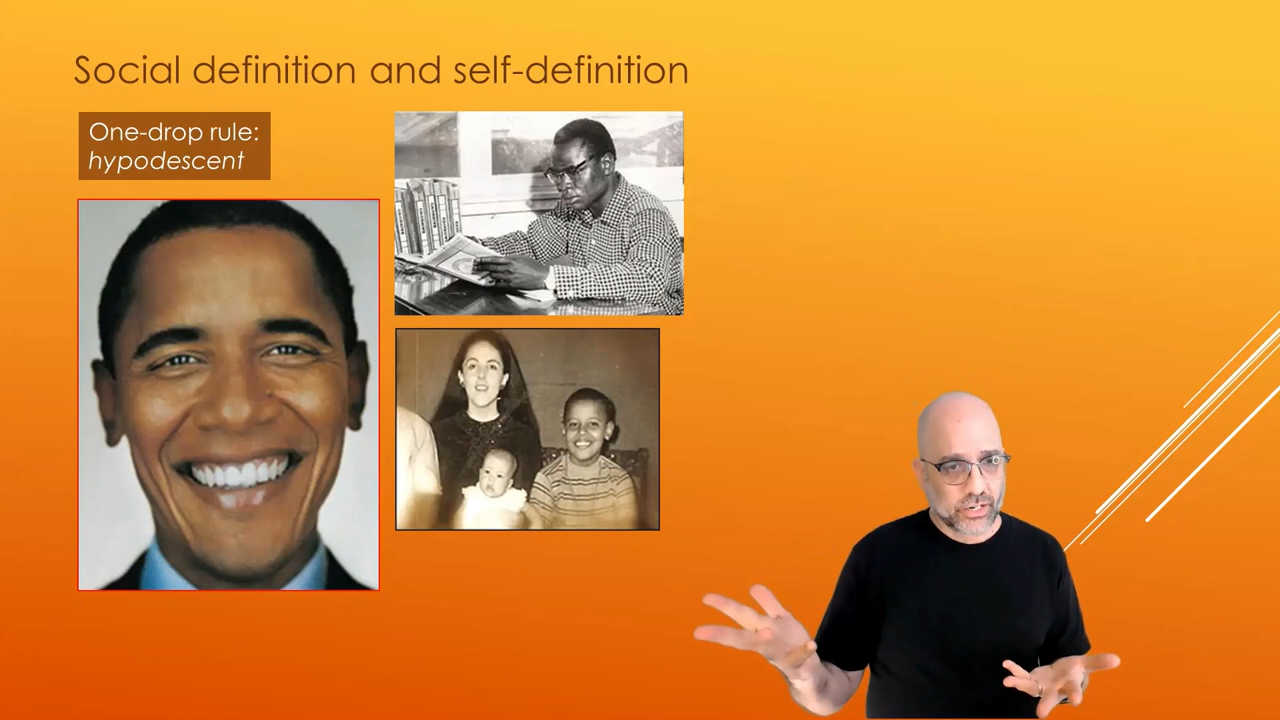 Social definition and self-definition
One-drop rule:
hypodescent